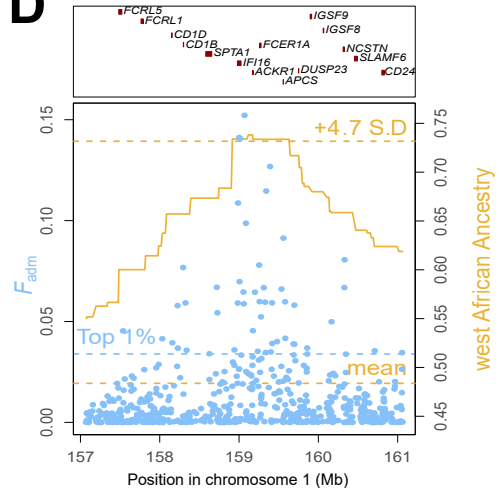 D
FCRL5
FCRL1
CD1D
CD1B
SPTA1
IFI16
ACKR1
APCS
DUSP23
FCER1A
IGSF9
IGSF8
NCSTN
SLAMF6
CD24
+4.7 S.D
Top 1%
mean
0.15
0.10
0.05
0.00
Fadm
0.75
0.70
0.65
0.60
0.55
0.50
0.45
west African Ancestry
157 158 159 160 161
Position in chromosome 1 (Mb)